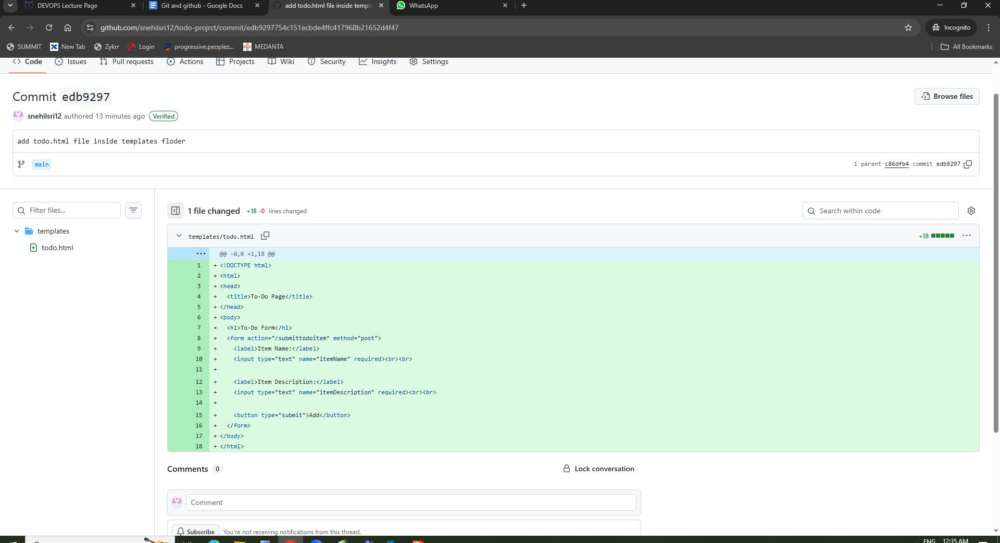 DEVOPS Lecture Page
Git and github - Google Docs
add todo.html file inside templa
WhatsApp
github.com/snehilsri12/todo-projrct/commit/edb9297754c151ecbde4ffc417968b21652d4f47
Incognito
SUMMIT
New Tab
Zykrr
Login
progressive.peoplez...
MEDANTA
All Bookmarks
Code
Issues
Pull requests
Actions
Projects
Wiki
Security
Insights
Settings
Commit edb9297
Browse files
snehilsri12 authored 13 minutes ago Verified
add todo.html file inside templates floder
main
1 parent c86dfb4 commit edb9297
Filter files...
templates
todo.html
1 file changed +18 -0 lines changed
Search within code
templates/todo.html
+18
@@ -0,0 +1,18 @@
1 + <!DOCTYPE html>
2 + <html>
3 + <head>
4 + <title>To-Do Page</title>
5 + </head>
6 + <body>
7 + <h1>To-Do Form</h1>
8 + <form action="/submittodoitem" method="post">
9 + <label>Item Name:</label>
10 + <input type="text" name="itemName" required><br><br>
11 +
12 + <label>Item Description:</label>
13 + <input type="text" name="itemDescription" required><br><br>
14 +
15 + <button type="submit">Add</button>
16 + </form>
17 + </body>
18 + </html>
Comments 0
Lock conversation
Comment
Subscribe You're not receiving notifications from this thread.
ENG 12:35 AM